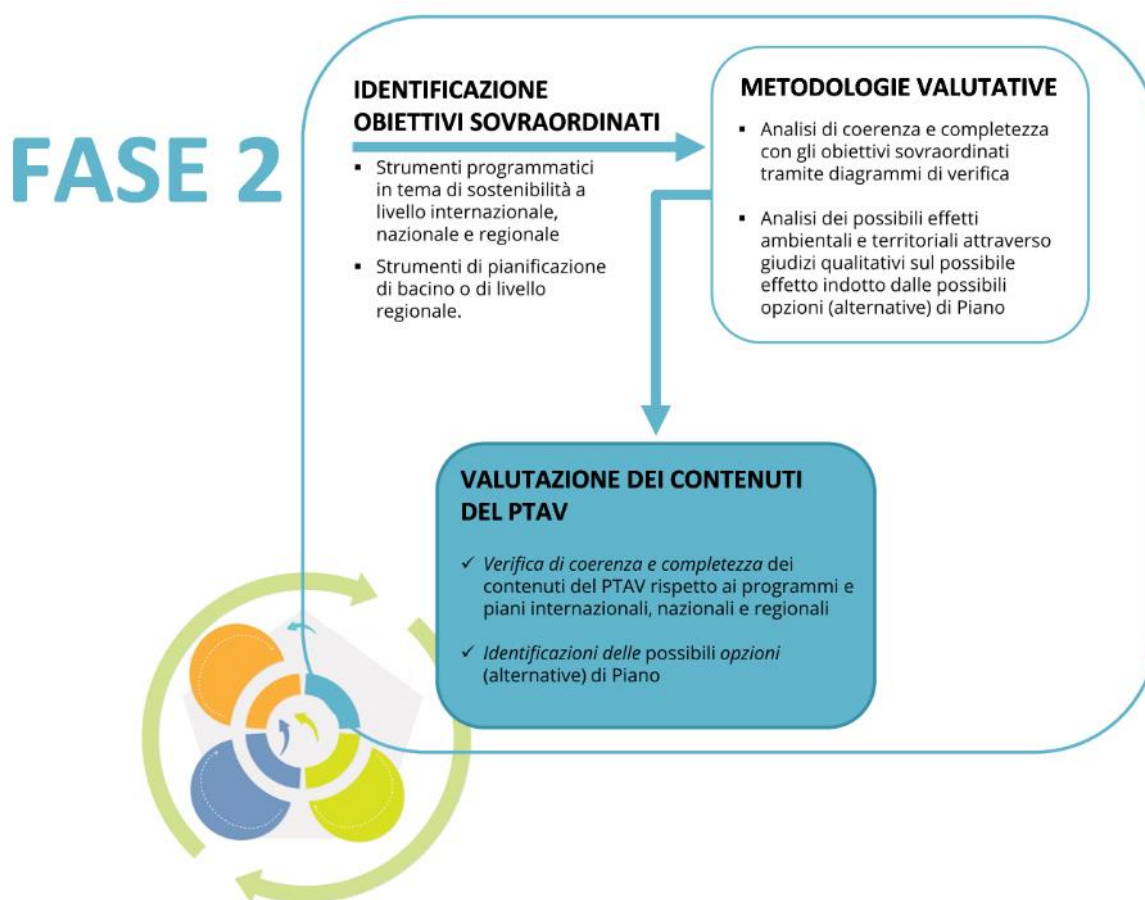 FASE 2
IDENTIFICAZIONE
OBIETTIVI SOVRAORDINATI
▪ Strumenti programmatici
in tema di sostenibilità a
livello internazionale,
nazionale e regionale
▪ Strumenti di pianificazione
di bacino o di livello
regionale.
METODOLOGIE VALUTATIVE
▪ Analisi di coerenza e completezza
con gli obiettivi sovraordinati
tramite diagrammi di verifica
▪ Analisi dei possibili effetti
ambientali e territoriali attraverso
giudizi qualitativi sul possibile
effetto indotto dalle possibili
opzioni (alternative) di Piano
VALUTAZIONE DEI CONTENUTI
DEL PTAV
✓ Verifica di coerenza e completezza dei
contenuti del PTAV rispetto ai programmi e
piani internazionali, nazionali e regionali
✓ Identificazioni delle possibili opzioni
(alternative) di Piano